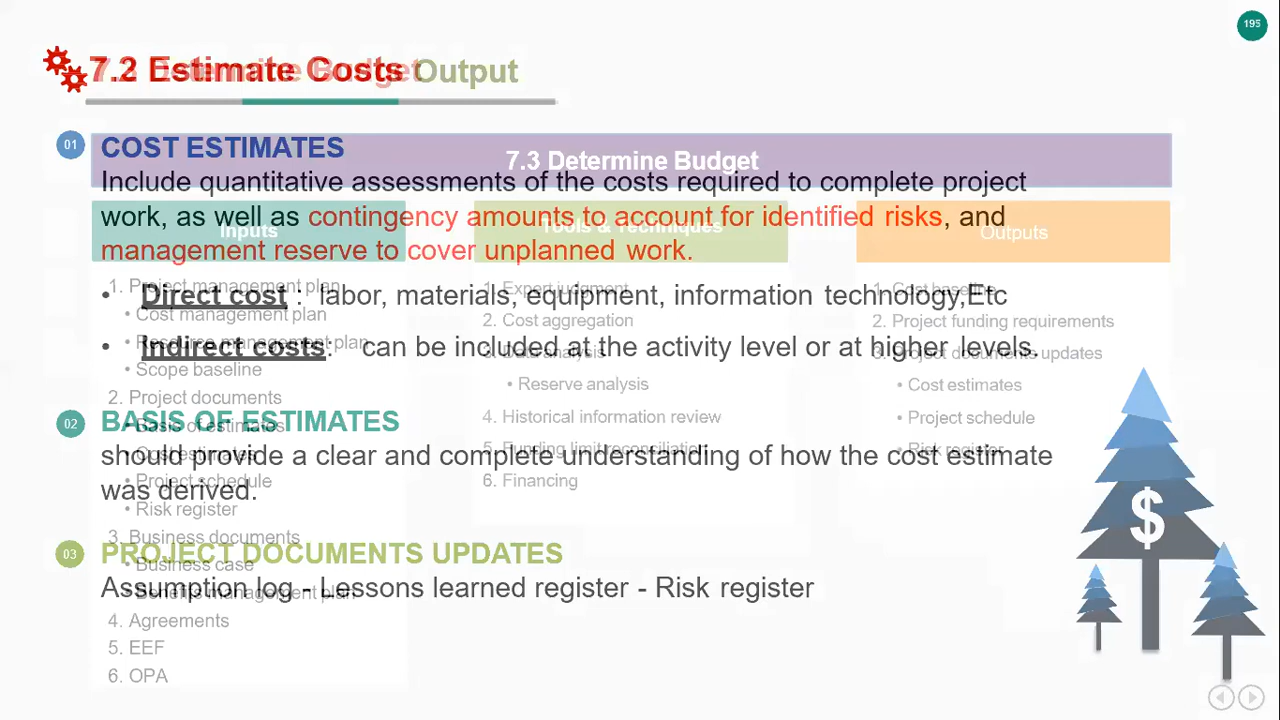 195
7.2 Estimate Costs : Output
7.3 Determine Budget
01
COST ESTIMATES
7.3 Determine Budget
Include quantitative assessments of the costs required to complete project
work, as well as contingency amounts to account for identified risks, and
management reserve to cover unplanned work.
• Direct cost : labor, materials, equipment, information technology,Etc
• Indirect costs: can be included at the activity level or at higher levels.
02
BASIS OF ESTIMATES
should provide a clear and complete understanding of how the cost estimate
was derived.
03
PROJECT DOCUMENTS UPDATES
Assumption log - Lessons learned register - Risk register
Inputs
1. Project management plan
• Cost management plan
• Resource management plan
• Scope baseline
2. Project documents
• Basis of estimates
• Cost estimates
• Project schedule
• Risk register
3. Business documents
• Business case
• Benefits management plan
4. Agreements
5. EEF
6. OPA
Tools & Techniques
1. Expert judgment
2. Cost aggregation
3. Data analysis
• Reserve analysis
4. Historical information review
5. Funding limit reconciliation
6. Financing
Outputs
1. Cost baseline
2. Project funding requirements
3. Project documents updates
• Cost estimates
• Project schedule
• Risk register
$